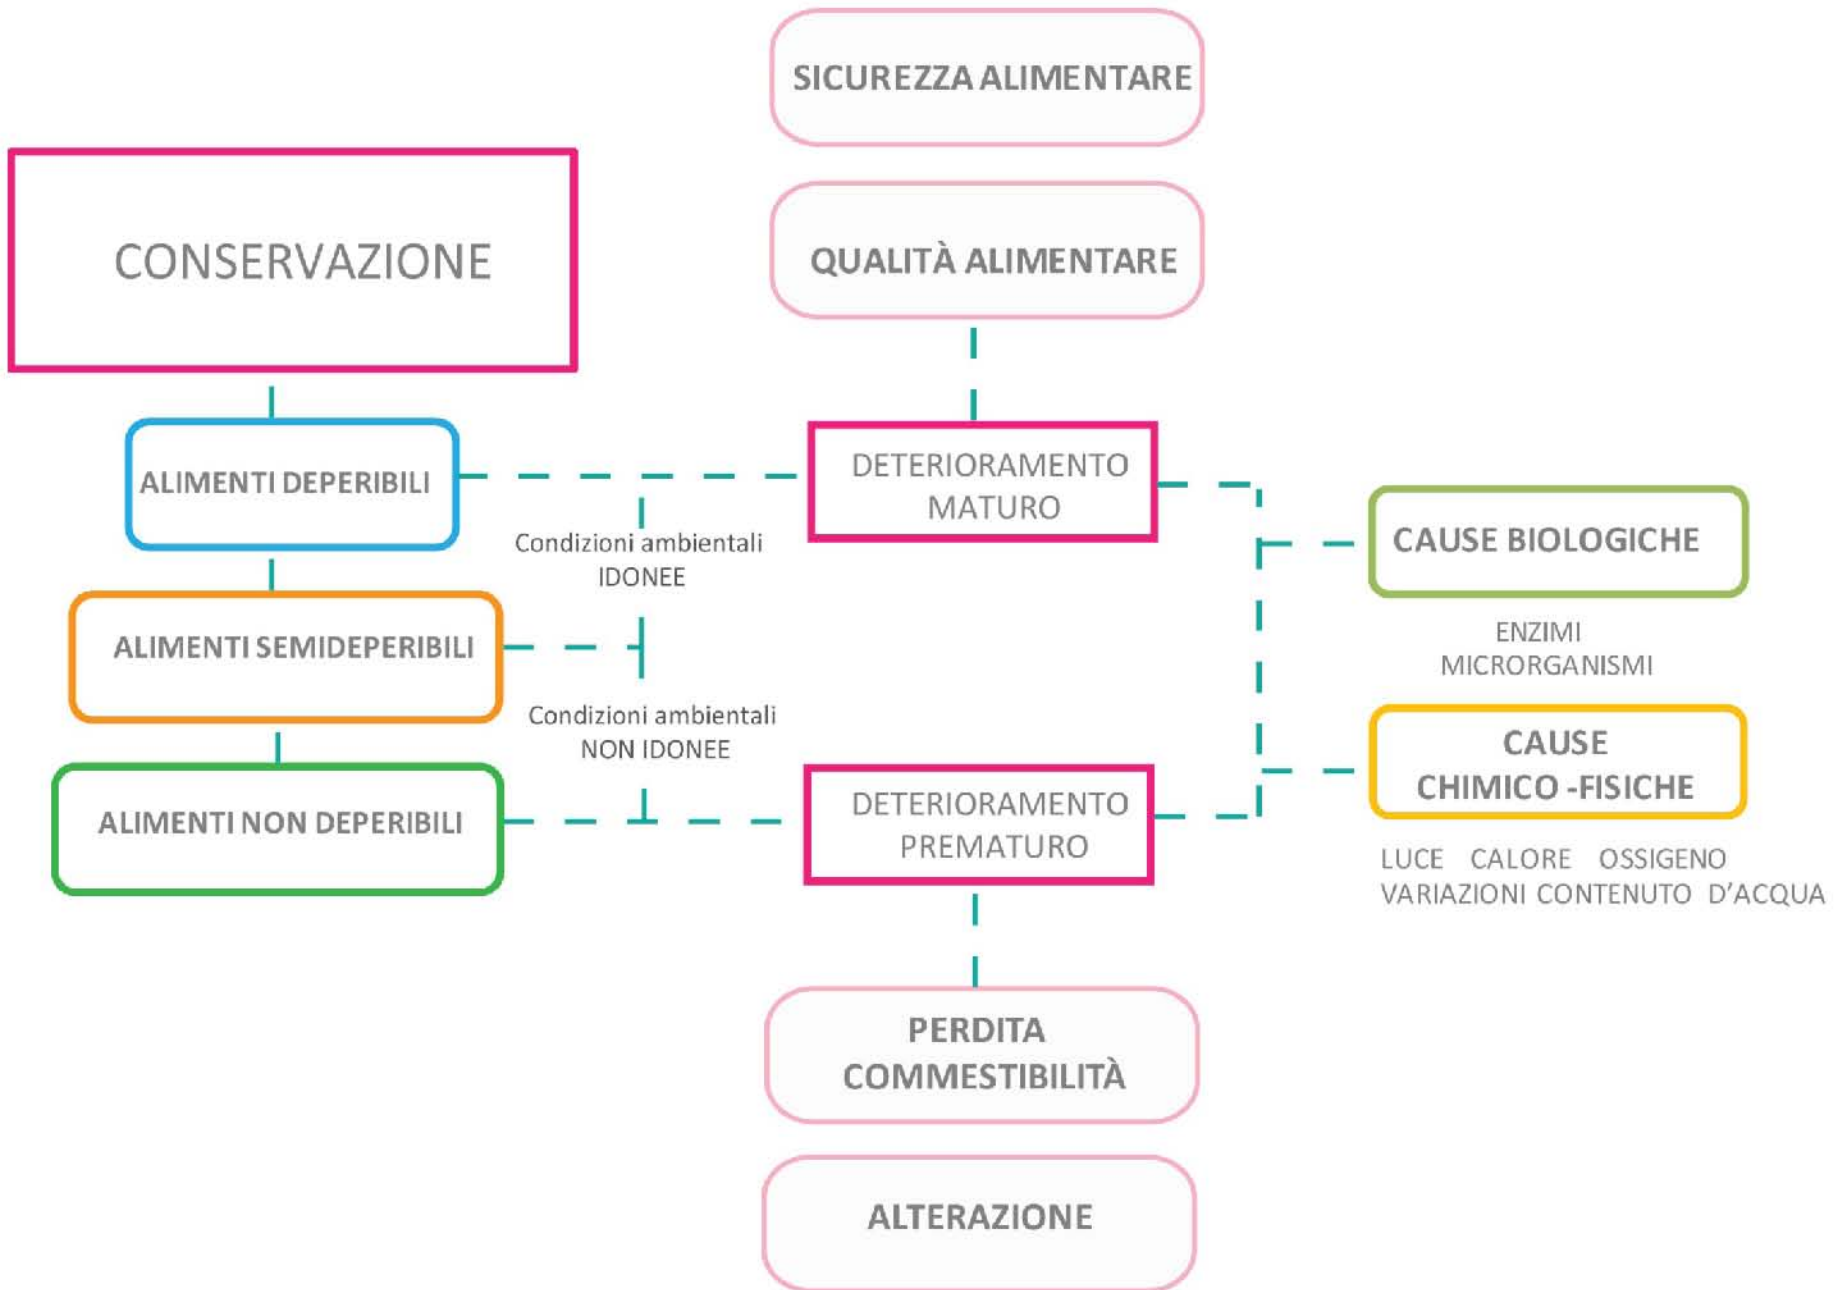 SICUREZZA ALIMENTARE
QUALITÀ ALIMENTARE
CONSERVAZIONE
ALIMENTI DEPERIBILI
ALIMENTI SEMIDEPERIBILI
ALIMENTI NON DEPERIBILI
Condizioni ambientali
IDONEE
Condizioni ambientali
NON IDONEE
DETERIORAMENTO
MATURO
DETERIORAMENTO
PREMATURO
PERDITA
COMMESTIBILITÀ
ALTERAZIONE
CAUSE BIOLOGICHE
ENZIMI
MICRORGANISMI
CAUSE
CHIMICO -FISICHE
LUCE CALORE OSSIGENO
VARIAZIONI CONTENUTO D'ACQUA